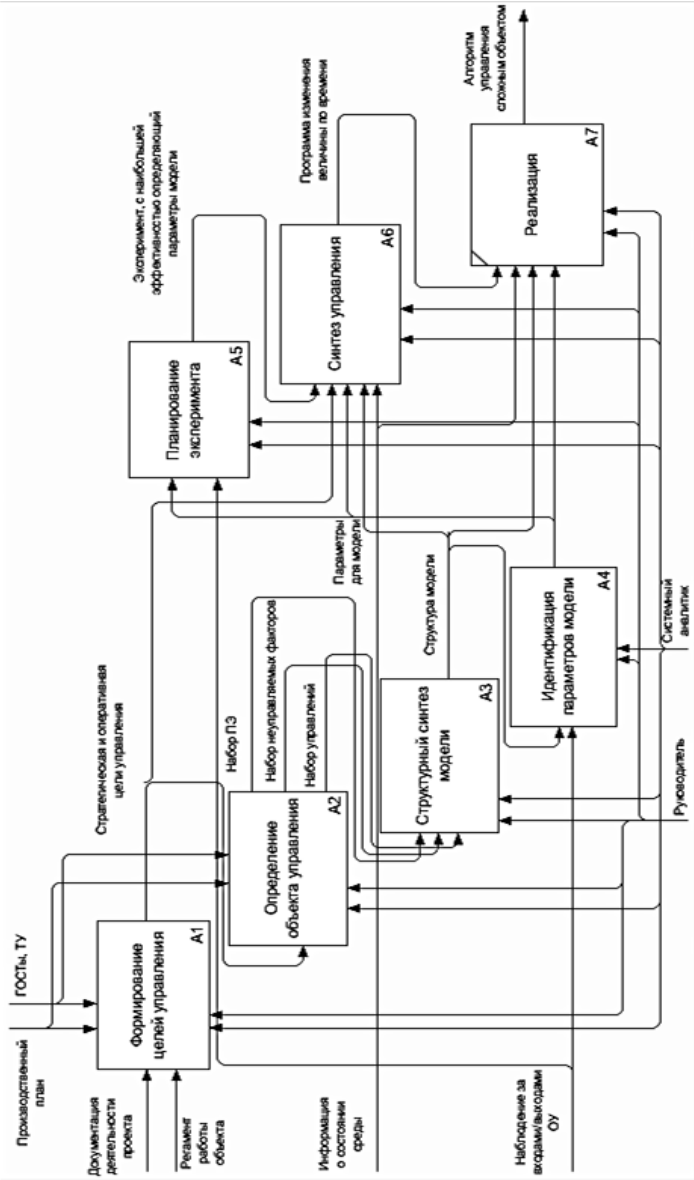 Производственный
план
ГОСТы, ТУ
Документация
деятельности
проекта
Регамент
работы
объекта
Формирование
целей управления
A1
Стратегическая и оперативная
цели управления
Информация
о состоянии
среды
Определение
объекта управления
A2
Набор ПЭ
Набор неуправляемых факторов
Набор управлений
Структурный синтез
модели
A3
Структура модели
Параметры
для модели
Наблюдение за
входами/выходами
ОУ
Идентификация
параметров модели
A4
Планирование
эксперимента
A5
Эксперимент, с наибольшей
эффективностью определяющий
параметры модели
Синтез управления
A6
Программа изменения
величины по времени
Реализация
A7
Алгоритм
управления
сложным объектом
Руководитель
Системный
аналитик